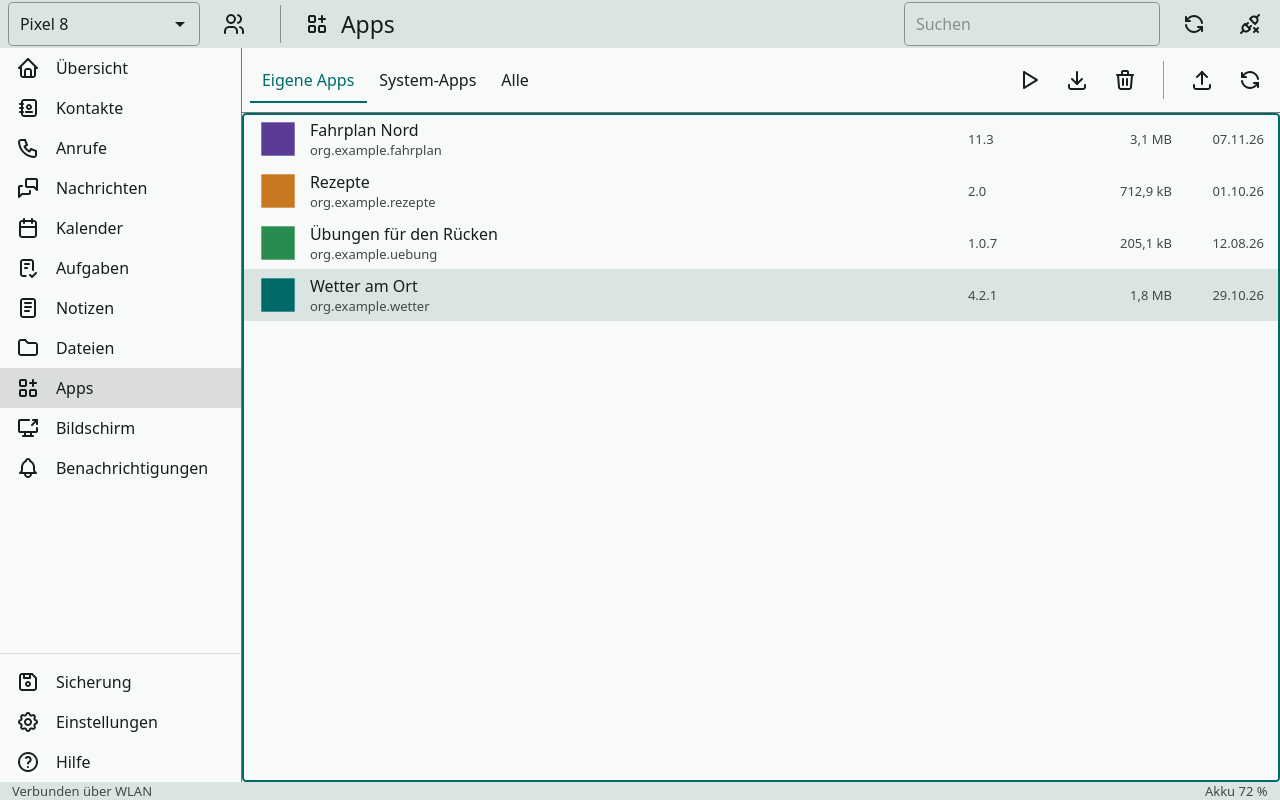 Pixel 8
Apps
Suchen
Übersicht
Kontakte
Anrufe
Nachrichten
Kalender
Aufgaben
Notizen
Dateien
Apps
Bildschirm
Benachrichtigungen
Sicherung
Einstellungen
Hilfe
Eigene Apps System-Apps Alle
Fahrplan Nord
org.example.fahrplan
11.3 3,1 MB 07.11.26
Rezepte
org.example.rezepte
2.0 712,9 kB 01.10.26
Übungen für den Rücken
org.example.uebung
1.0.7 205,1 kB 12.08.26
Wetter am Ort
org.example.wetter
4.2.1 1,8 MB 29.10.26
Verbunden über WLAN
Akku 72 %